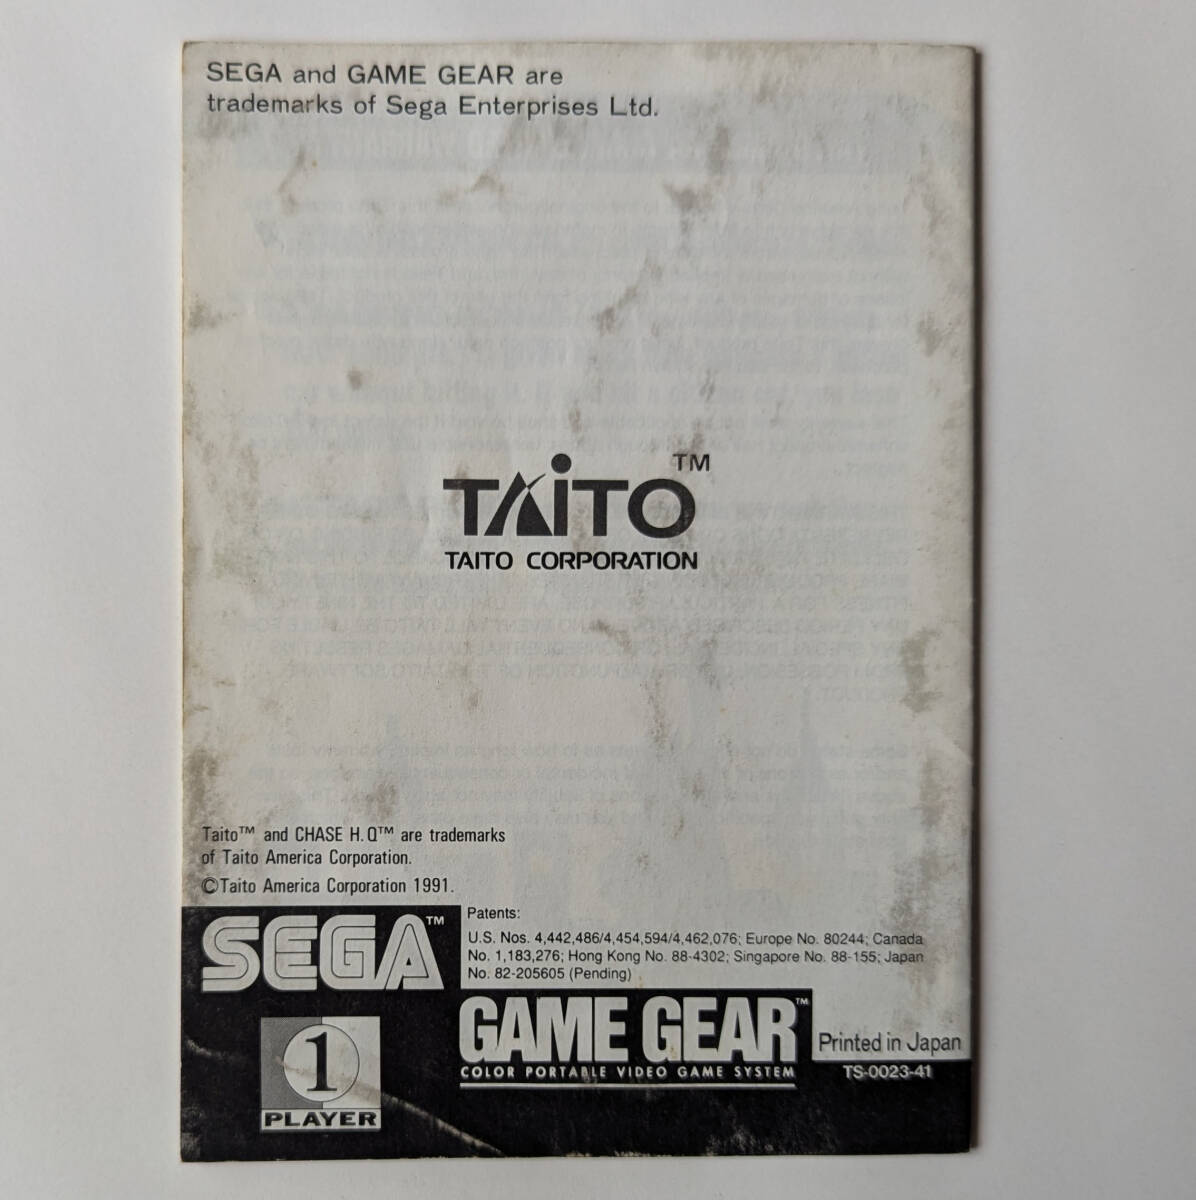 SEGA and GAME GEAR are
trademarks of Sega Enterprises Ltd.
TAiTO™
TAITO CORPORATION
Taito™ and CHASE H.Q™ are trademarks
of Taito America Corporation.
©Taito America Corporation 1991.
SEGA™
Patents:
U.S. Nos. 4,442,486/4,454,594/4,462,076; Europe No. 80244; Canada
No. 1,183,276; Hong Kong No. 88-4302; Singapore No. 88-155; Japan
No. 82-205605 (Pending)
GAME GEAR™
COLOR PORTABLE VIDEO GAME SYSTEM
Printed in Japan
TS-0023-41
1
PLAYER